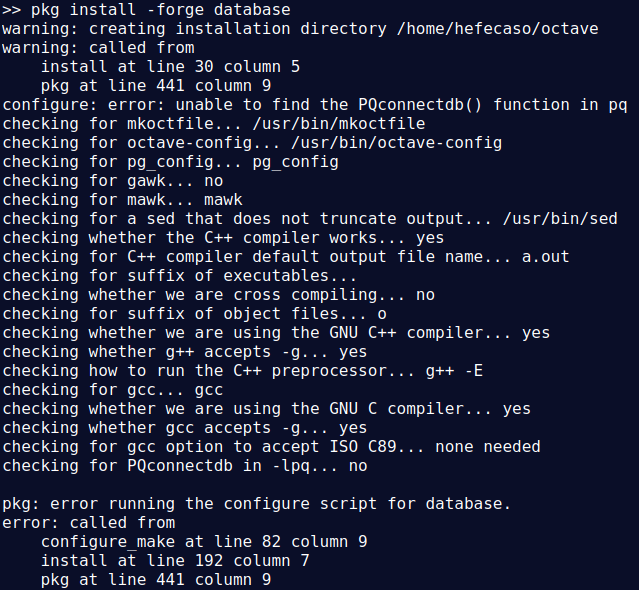 >> pkg install -forge database
warning: creating installation directory /home/hefecaso/octave
warning: called from
    install at line 30 column 5
    pkg at line 441 column 9
configure: error: unable to find the PQconnectdb() function in pq
checking for mkoctfile... /usr/bin/mkoctfile
checking for octave-config... /usr/bin/octave-config
checking for pg_config... pg_config
checking for gawk... no
checking for mawk... mawk
checking for a sed that does not truncate output... /usr/bin/sed
checking whether the C++ compiler works... yes
checking for C++ compiler default output file name... a.out
checking for suffix of executables...
checking whether we are cross compiling... no
checking for suffix of object files... o
checking whether we are using the GNU C++ compiler... yes
checking whether g++ accepts -g... yes
checking how to run the C++ preprocessor... g++ -E
checking for gcc... gcc
checking whether we are using the GNU C compiler... yes
checking whether gcc accepts -g... yes
checking for gcc option to accept ISO C89... none needed
checking for PQconnectdb in -lpq... no

pkg: error running the configure script for database.
error: called from
    configure_make at line 82 column 9
    install at line 192 column 7
    pkg at line 441 column 9